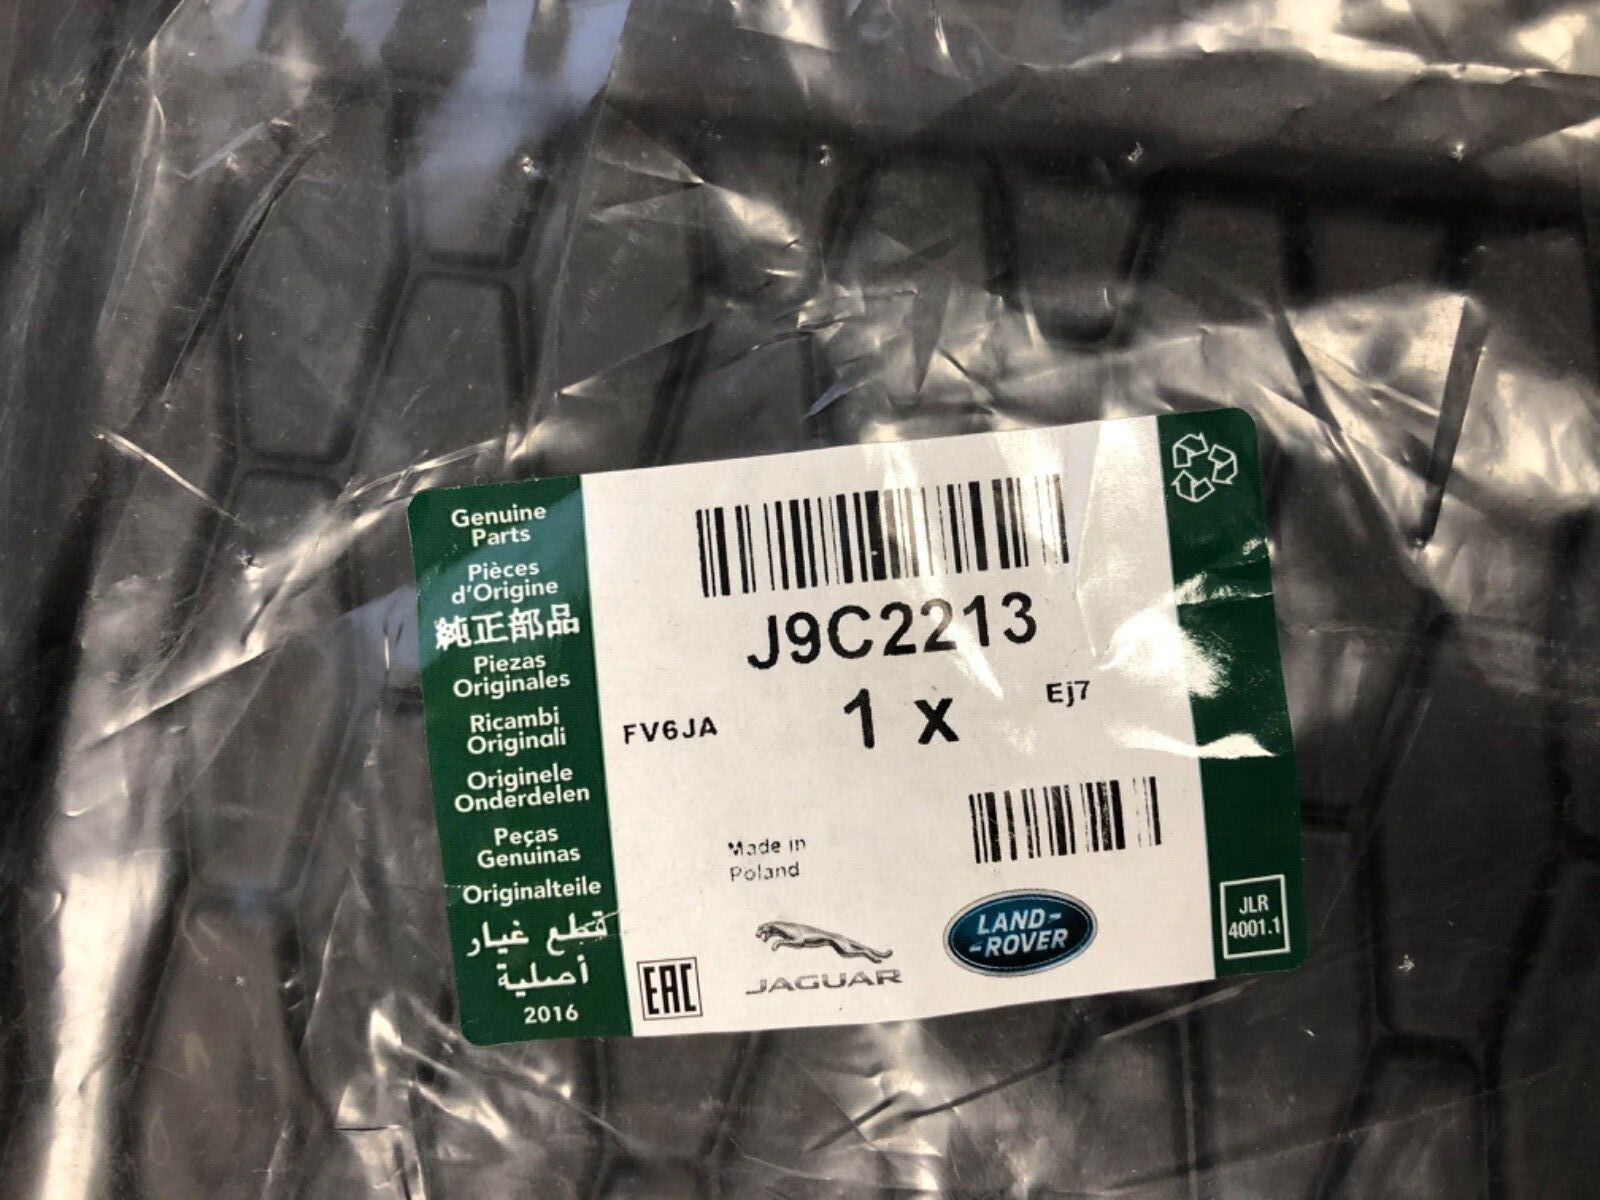 Genuine
Parts
Pièces
d'Origine
純正部品
Piezas
Originales
Ricambi
Originali
Originele
Onderdelen
Peças
Genuinas
Originalteile
قطع غيار
أصلية
2016
J9C2213
1 x
Ej7
FV6JA
Made in
Poland
EAC
JAGUAR
LAND-
-ROVER
JLR
4001.1